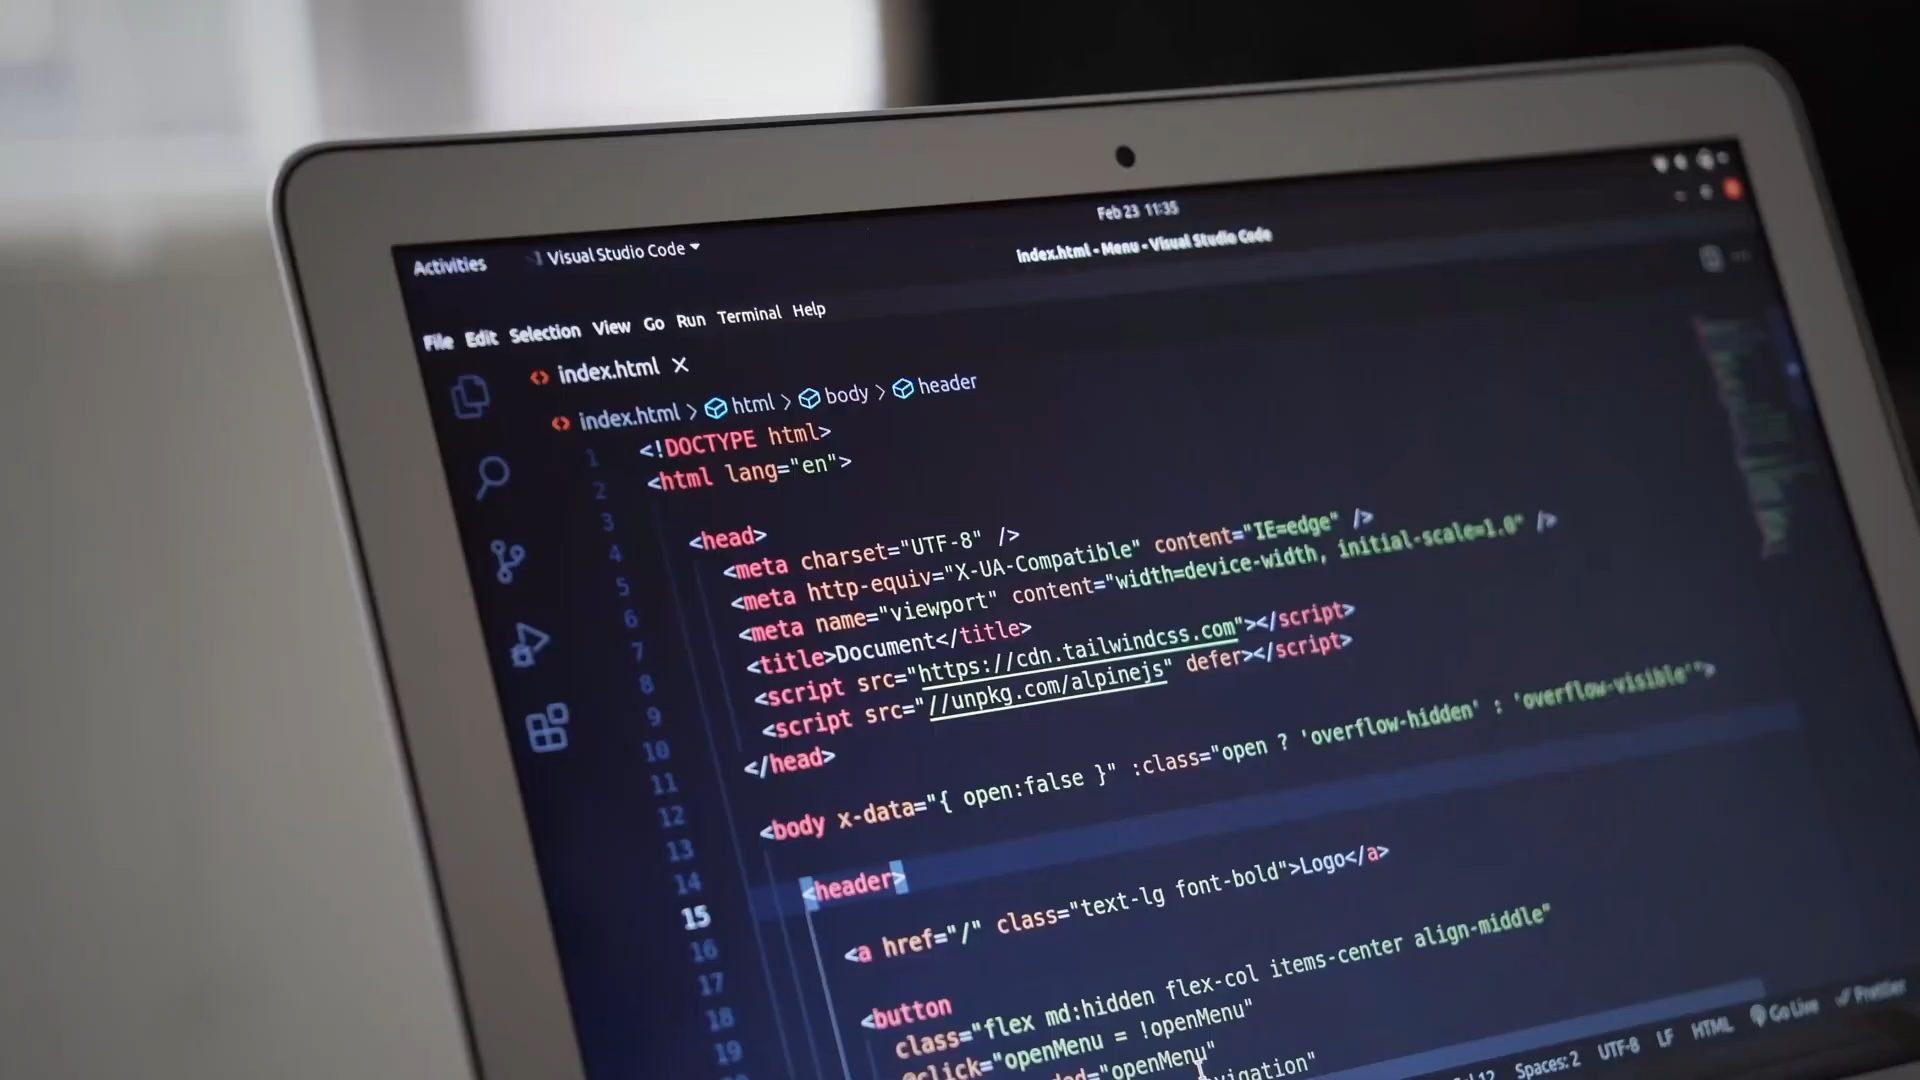 Feb 23 11:35
Activities Visual Studio Code
index.html - Menu - Visual Studio Code
File Edit Selection View Go Run Terminal Help
index.html X
index.html > html > body > header
1 <!DOCTYPE html>
2 <html lang="en">
3
4 <head>
5 <meta charset="UTF-8" />
6 <meta http-equiv="X-UA-Compatible" content="IE=edge" />
7 <meta name="viewport" content="width=device-width, initial-scale=1.0" />
8 <title>Document</title>
9 <script src="https://cdn.tailwindcss.com"></script>
10 <script src="//unpkg.com/alpinejs" defer></script>
11 </head>
12
13 <body x-data="{ open:false }" :class="open ? 'overflow-hidden' : 'overflow-visible'">
14
15 <header>
16
17 <a href="/" class="text-lg font-bold">Logo</a>
18
19 <button
class="flex md:hidden flex-col items-center align-middle"
@click="openMenu = !openMenu"
="openMenu"
Spaces: 2 UTF-8 LF HTML Go Live Prettier